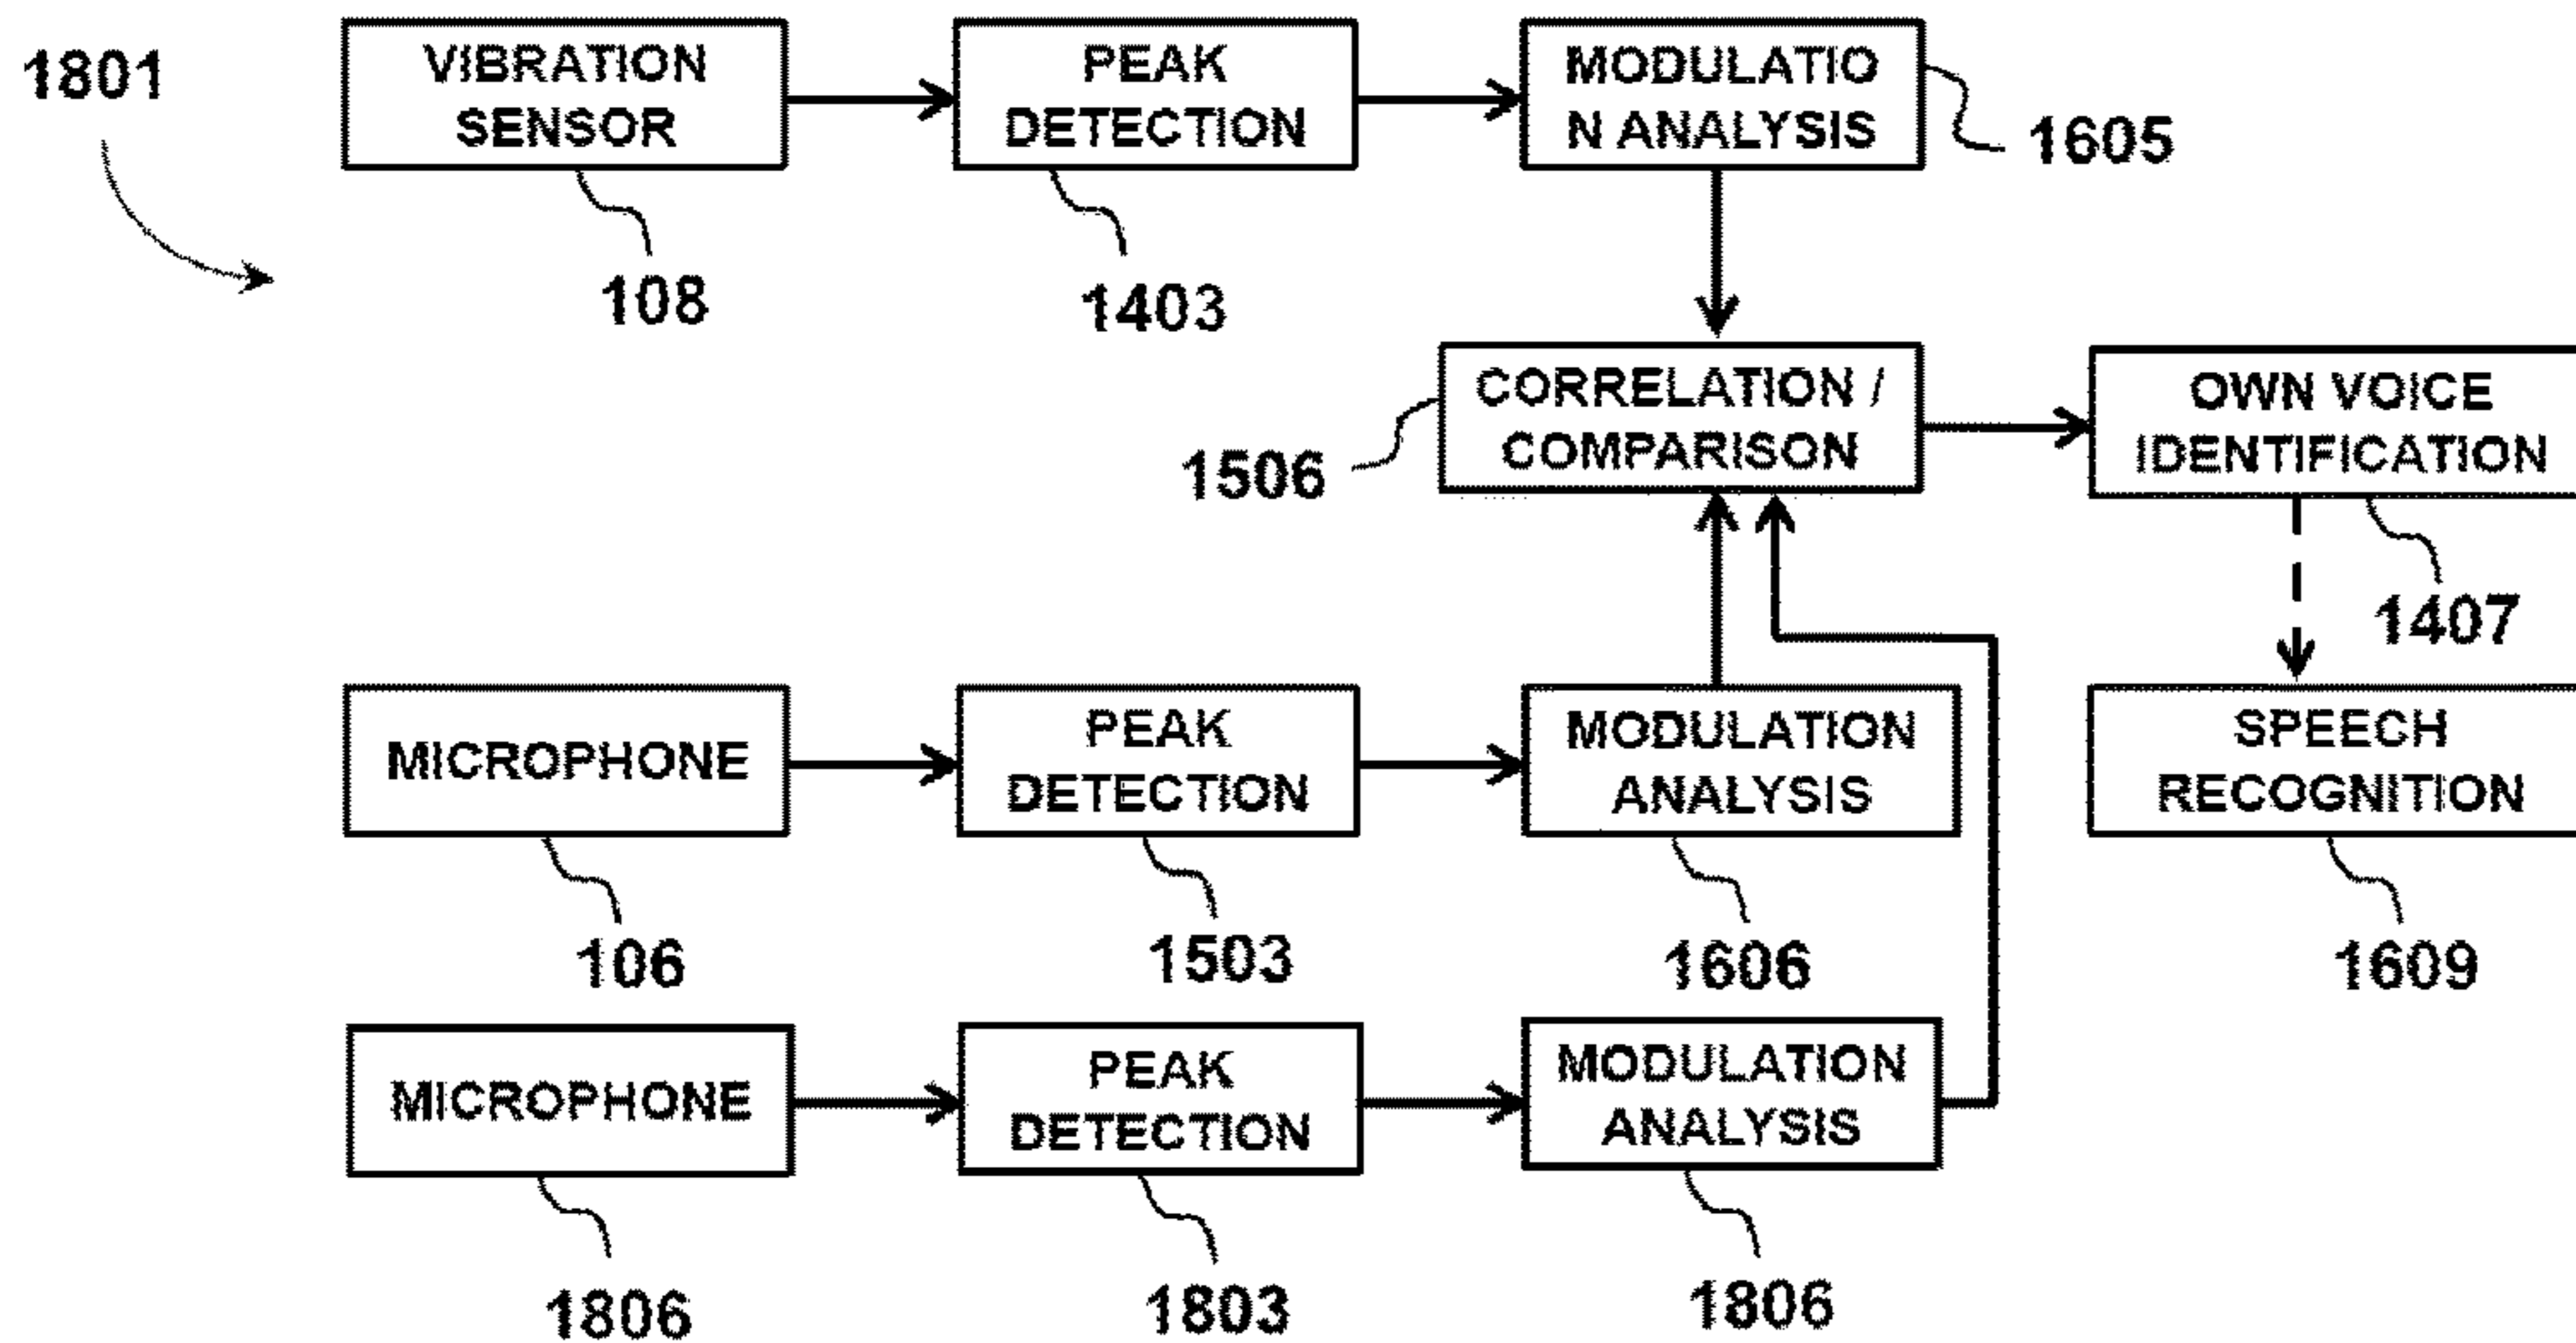 1801
VIBRATION
SENSOR
108
PEAK
DETECTION
1403
MODULATIO
N ANALYSIS
1605
CORRELATION /
COMPARISON
1506
OWN VOICE
IDENTIFICATION
1407
MICROPHONE
106
PEAK
DETECTION
1503
MODULATION
ANALYSIS
1606
SPEECH
RECOGNITION
1609
MICROPHONE
1806
PEAK
DETECTION
1803
MODULATION
ANALYSIS
1806